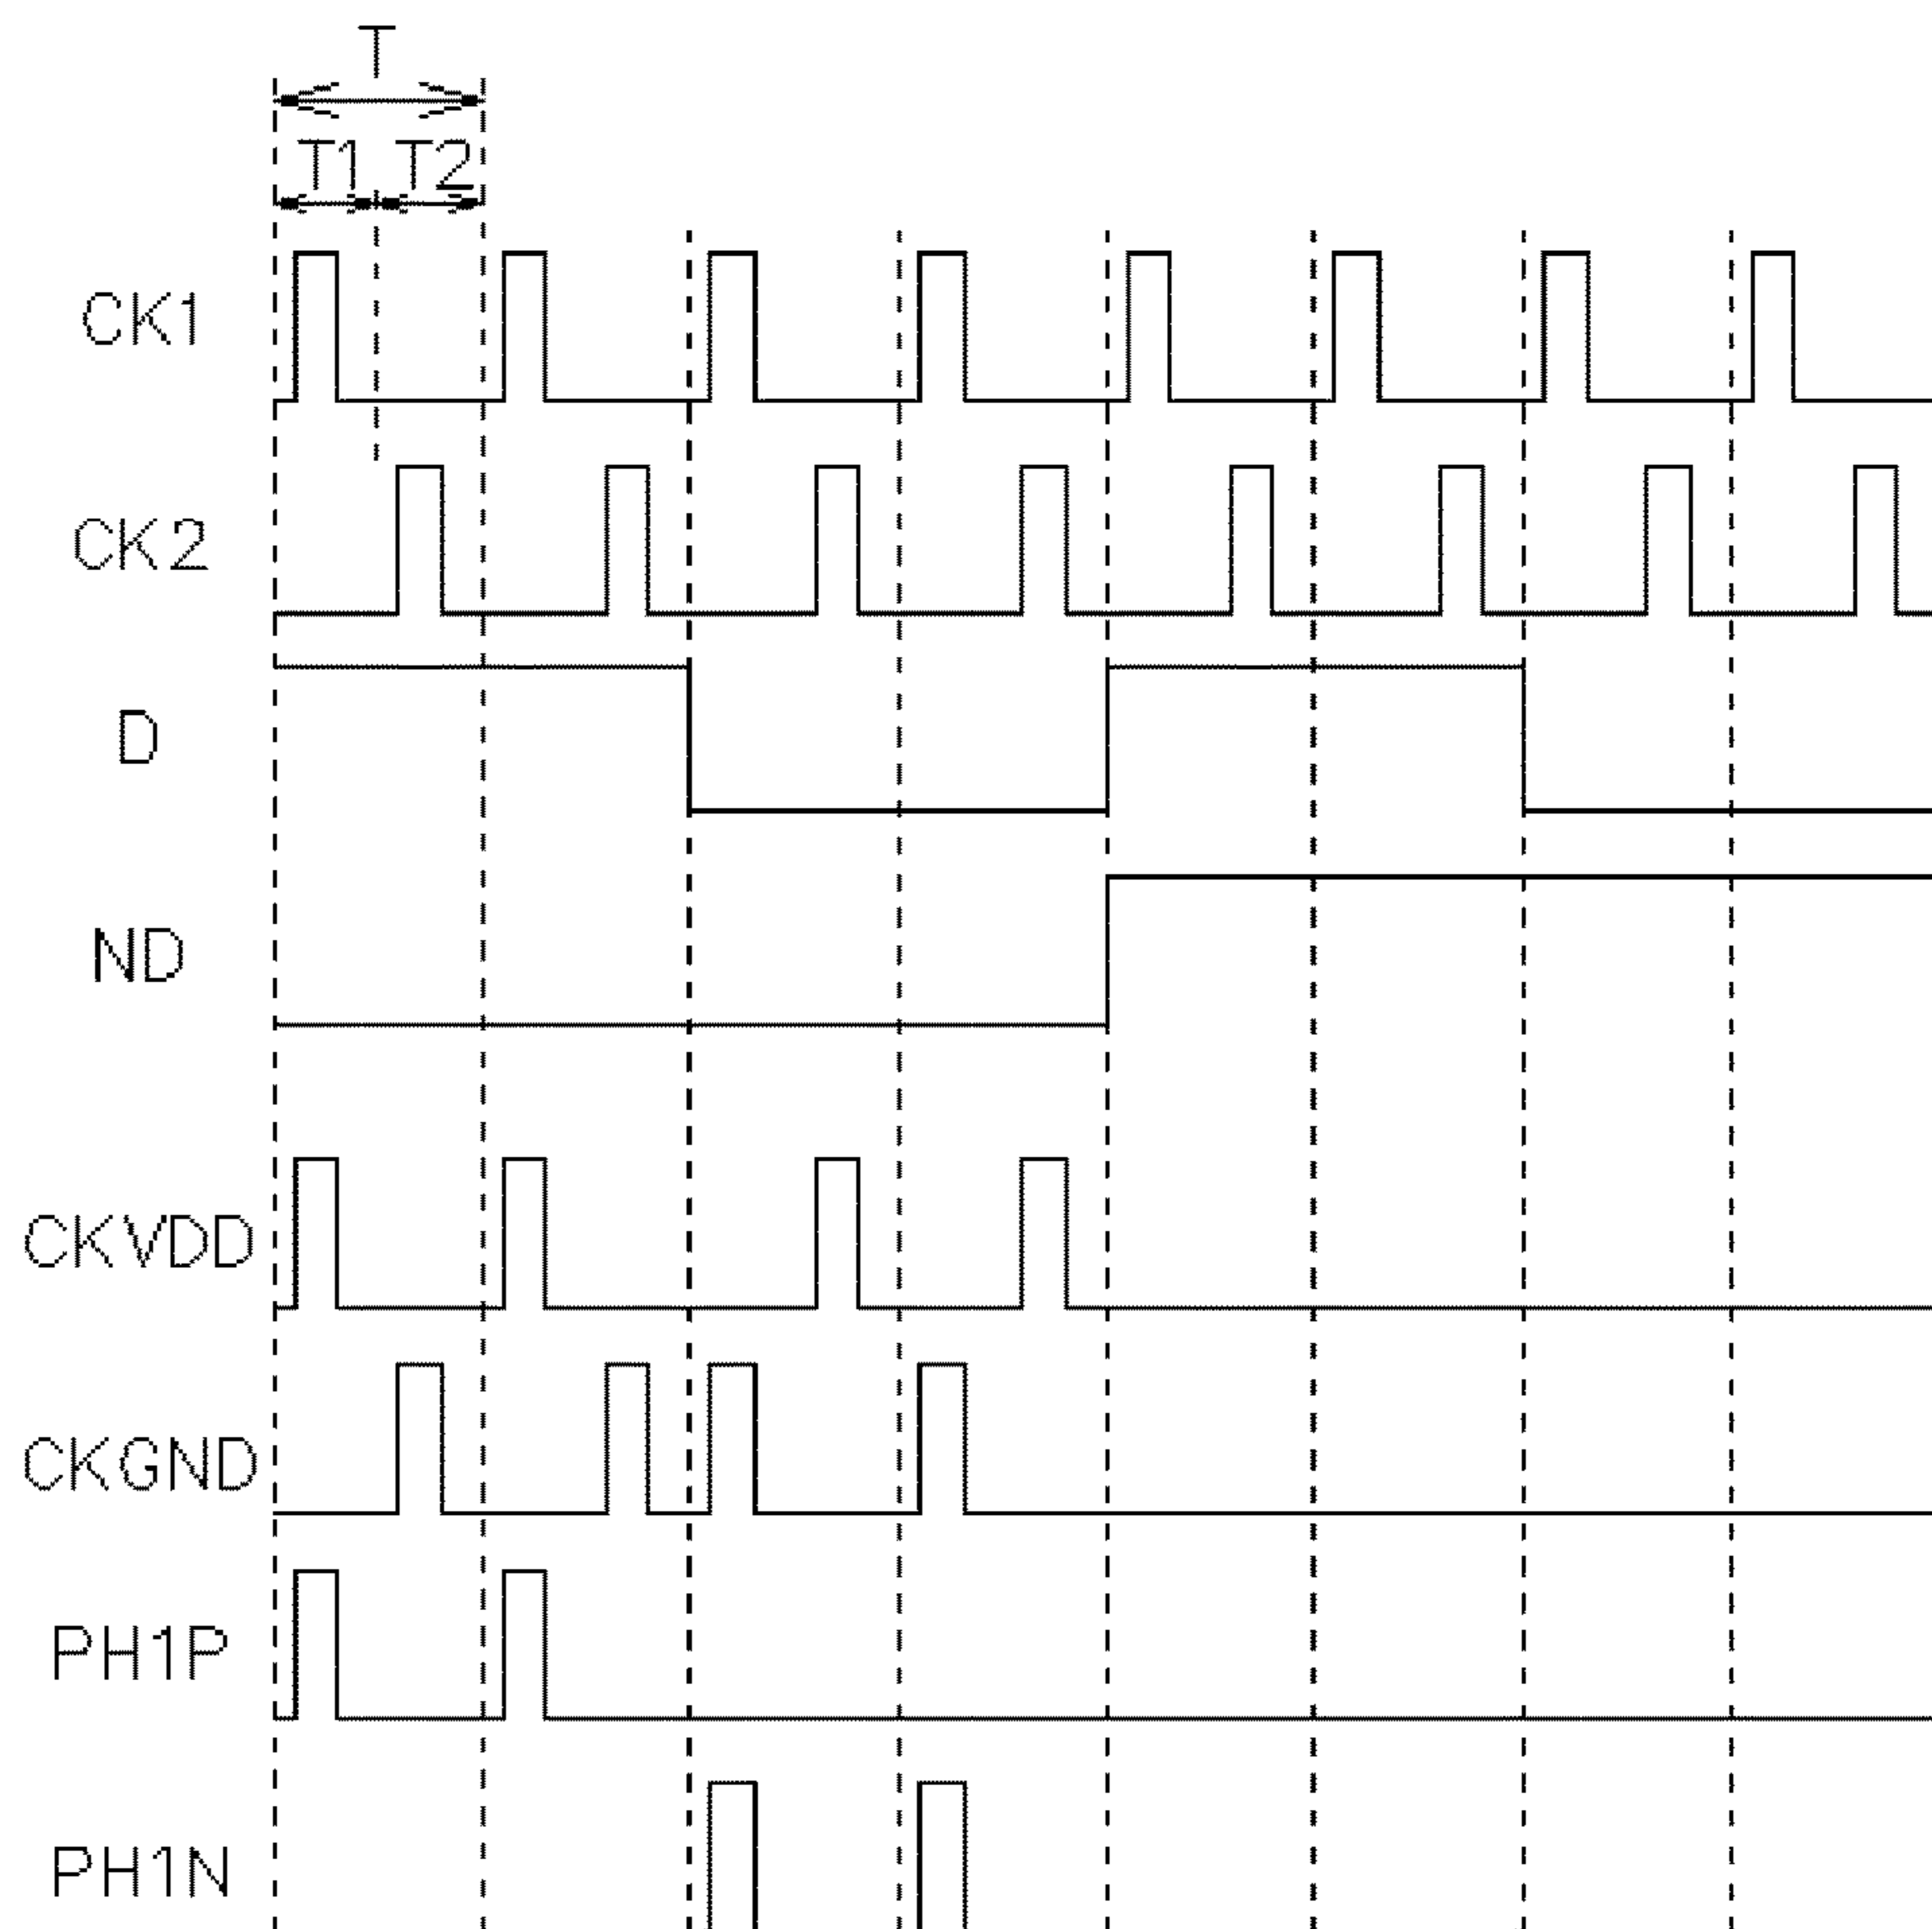 T
T1 T2
CK1
CK2
D
ND
CKVDD
CKGND
PH1P
PH1N